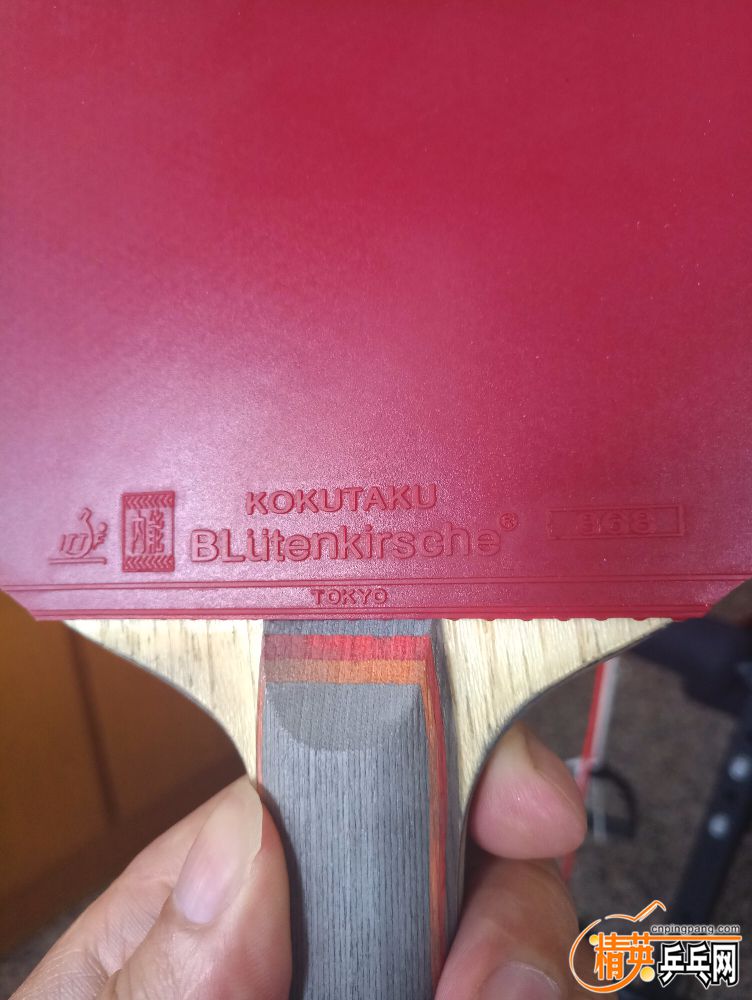 KOKUTAKU
BLütenkirsche®
868
TOKYO
cnpingpang.com
精英乒乓网